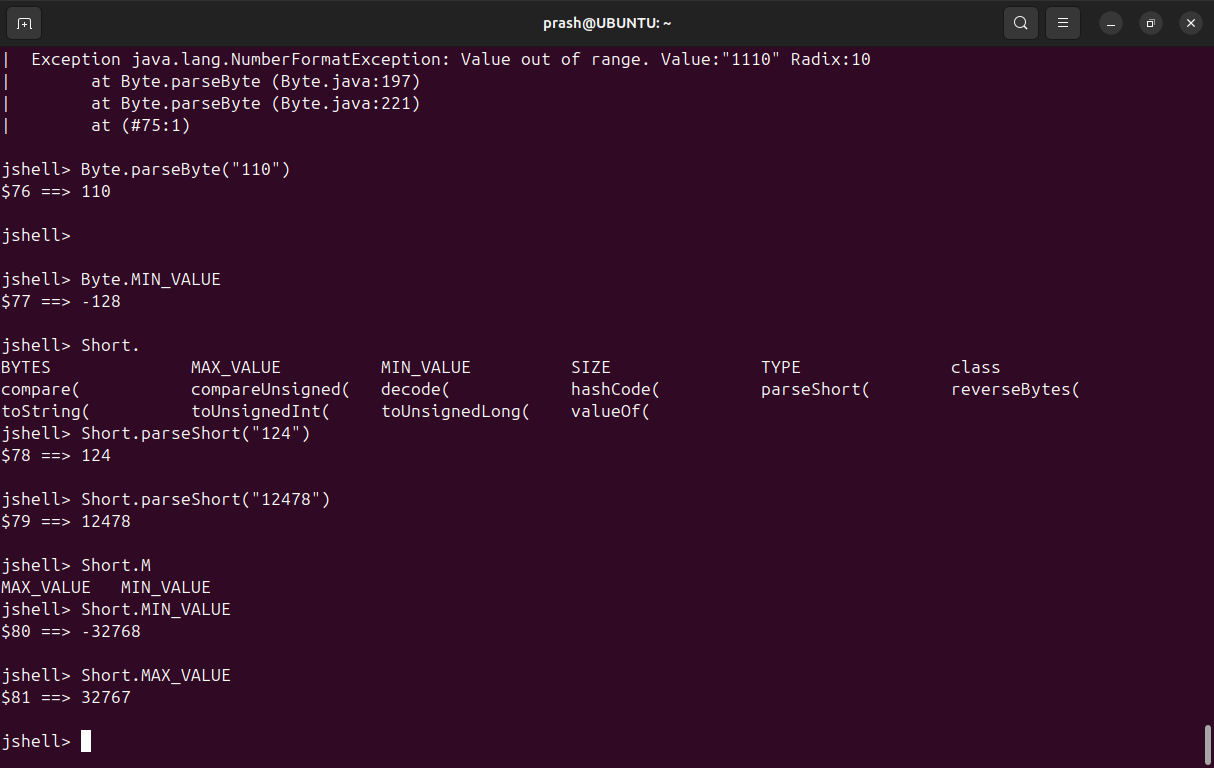 prash@UBUNTU: ~
|  Exception java.lang.NumberFormatException: Value out of range. Value:"1110" Radix:10
|        at Byte.parseByte (Byte.java:197)
|        at Byte.parseByte (Byte.java:221)
|        at (#75:1)
jshell> Byte.parseByte("110")
$76 ==> 110
jshell>
jshell> Byte.MIN_VALUE
$77 ==> -128
jshell> Short.
BYTES              MAX_VALUE          MIN_VALUE          SIZE               TYPE               class
compare(           compareUnsigned(   decode(            hashCode(          parseShort(        reverseBytes(
toString(          toUnsignedInt(     toUnsignedLong(    valueOf(
jshell> Short.parseShort("124")
$78 ==> 124
jshell> Short.parseShort("12478")
$79 ==> 12478
jshell> Short.M
MAX_VALUE   MIN_VALUE
jshell> Short.MIN_VALUE
$80 ==> -32768
jshell> Short.MAX_VALUE
$81 ==> 32767
jshell>